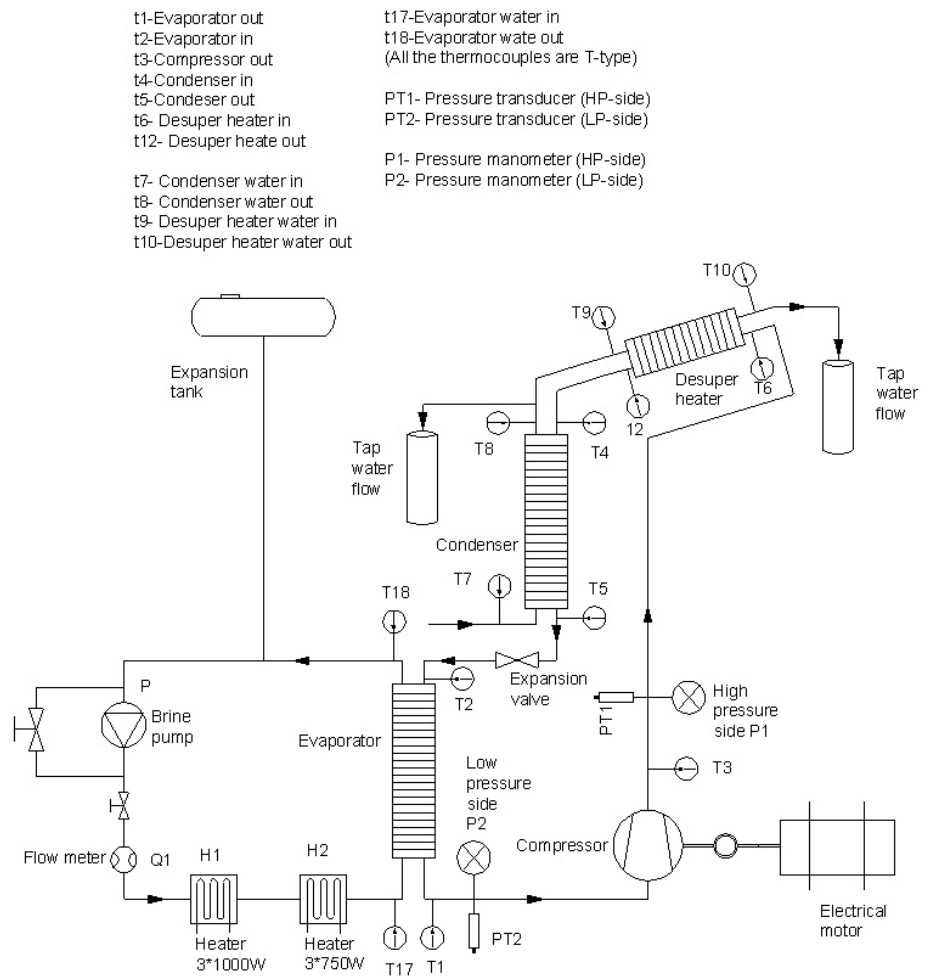 t1-Evaporator out
t2-Evaporator in
t3-Compressor out
t4-Condenser in
t5-Condeser out
t6- Desuper heater in
t12- Desuper heate out
t7- Condenser water in
t8- Condenser water out
t9- Desuper heater water in
t10-Desuper heater water out
t17-Evaporator water in
t18-Evaporator wate out
(All the thermocouples are T-type)
PT1- Pressure transducer (HP-side)
PT2- Pressure transducer (LP-side)
P1- Pressure manometer (HP-side)
P2- Pressure manometer (LP-side)
T10
T9
Expansion
tank
Desuper
heater
T6
Tap
water
flow
12
T8
T4
Tap
water
flow
Condenser
T7
T5
T18
Expansion
valve
T2
P
Brine
pump
PT1
High
pressure
side P1
Evaporator
Low
pressure
side
P2
T3
Compressor
Flow meter
Q1
H1
H2
Heater
3*1000W
Heater
3*750W
T17
T1
PT2
Electrical
motor